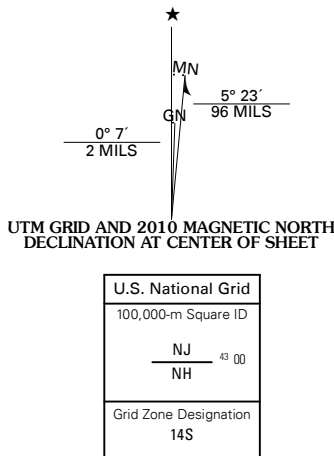 ★
MN
5° 23´
96 MILS
GN
0° 7´
2 MILS
UTM GRID AND 2010 MAGNETIC NORTH
DECLINATION AT CENTER OF SHEET
U.S. National Grid
100,000-m Square ID
NJ
43 00
NH
Grid Zone Designation
14S